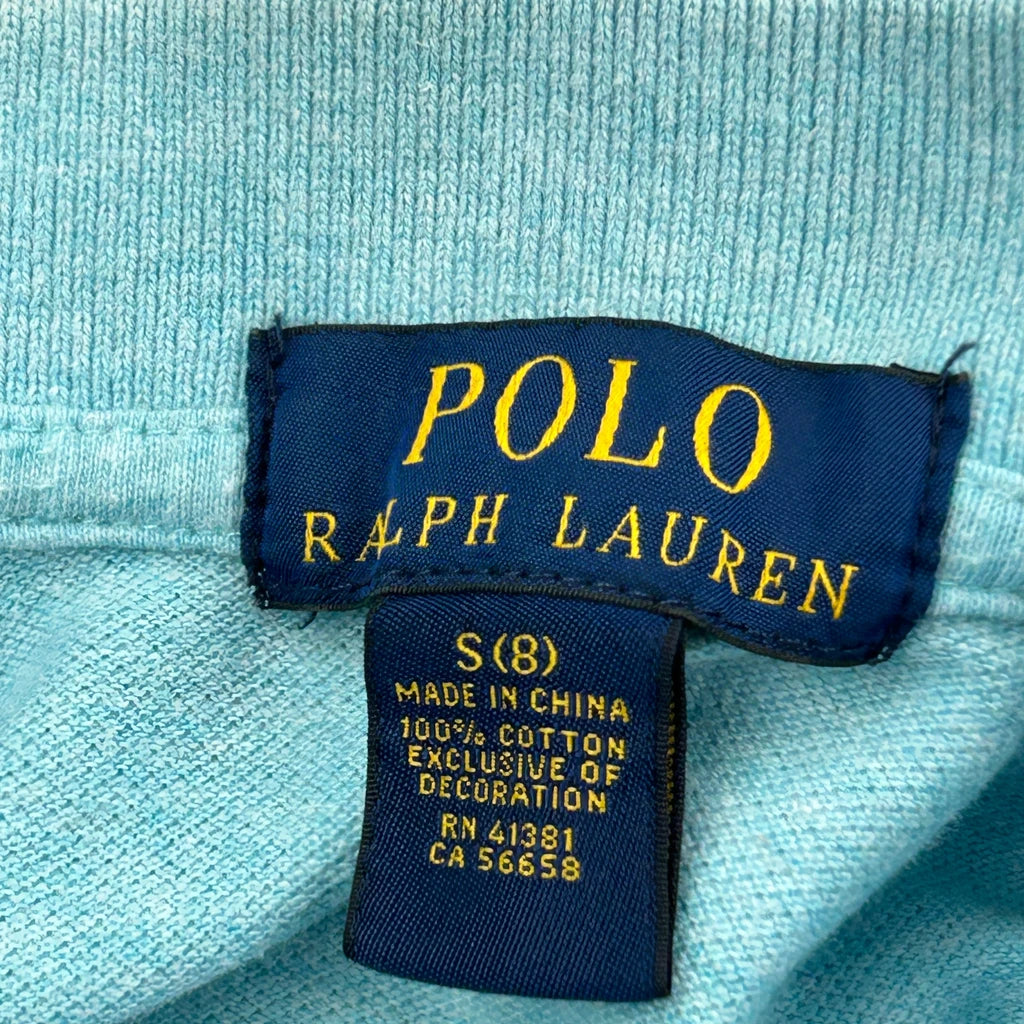 POLO
RALPH LAUREN
S(8)
MADE IN CHINA
100% COTTON
EXCLUSIVE OF
DECORATION
RN 41381
CA 56658